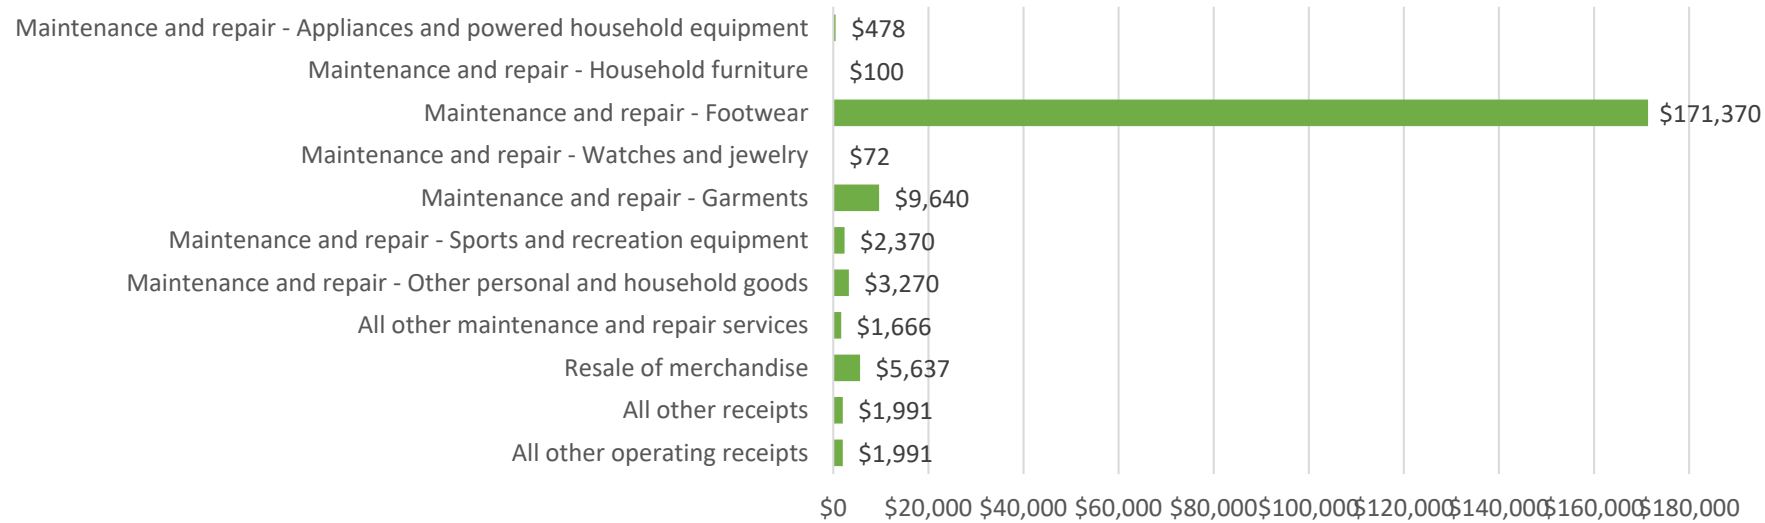 Maintenance and repair - Appliances and powered household equipment $478
Maintenance and repair - Household furniture $100
Maintenance and repair - Footwear $171,370
Maintenance and repair - Watches and jewelry $72
Maintenance and repair - Garments $9,640
Maintenance and repair - Sports and recreation equipment $2,370
Maintenance and repair - Other personal and household goods $3,270
All other maintenance and repair services $1,666
Resale of merchandise $5,637
All other receipts $1,991
All other operating receipts $1,991
$0 $20,000 $40,000 $60,000 $80,000 $100,000 $120,000 $140,000 $160,000 $180,000